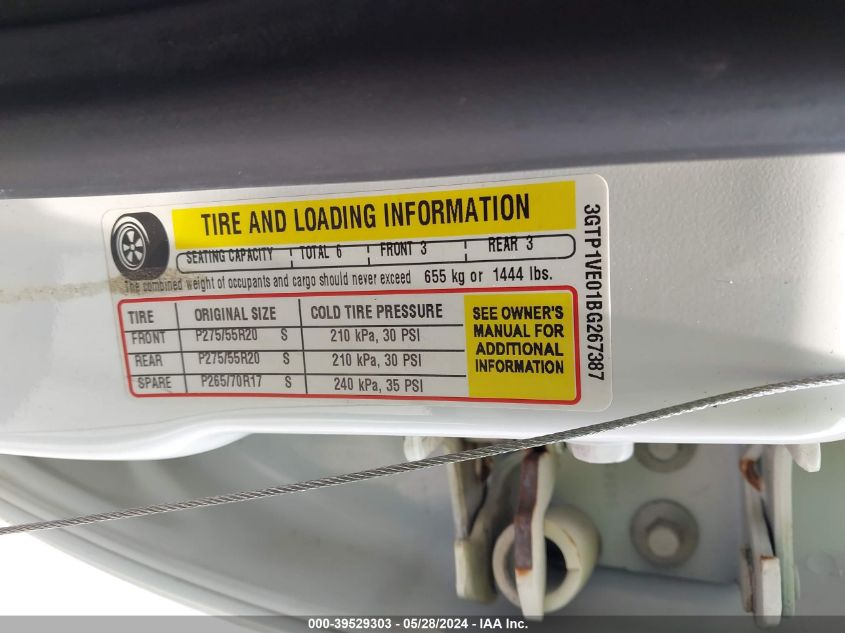 TIRE AND LOADING INFORMATION
SEATING CAPACITY TOTAL 6 FRONT 3 REAR 3
The combined weight of occupants and cargo should never exceed 655 kg or 1444 lbs.
TIRE ORIGINAL SIZE COLD TIRE PRESSURE
FRONT P275/55R20 S 210 kPa, 30 PSI
REAR P275/55R20 S 210 kPa, 30 PSI
SPARE P265/70R17 S 240 kPa, 35 PSI
SEE OWNER'S
MANUAL FOR
ADDITIONAL
INFORMATION
3GTP1VE01BG267387
000-39529303 - 05/28/2024 - IAA Inc.